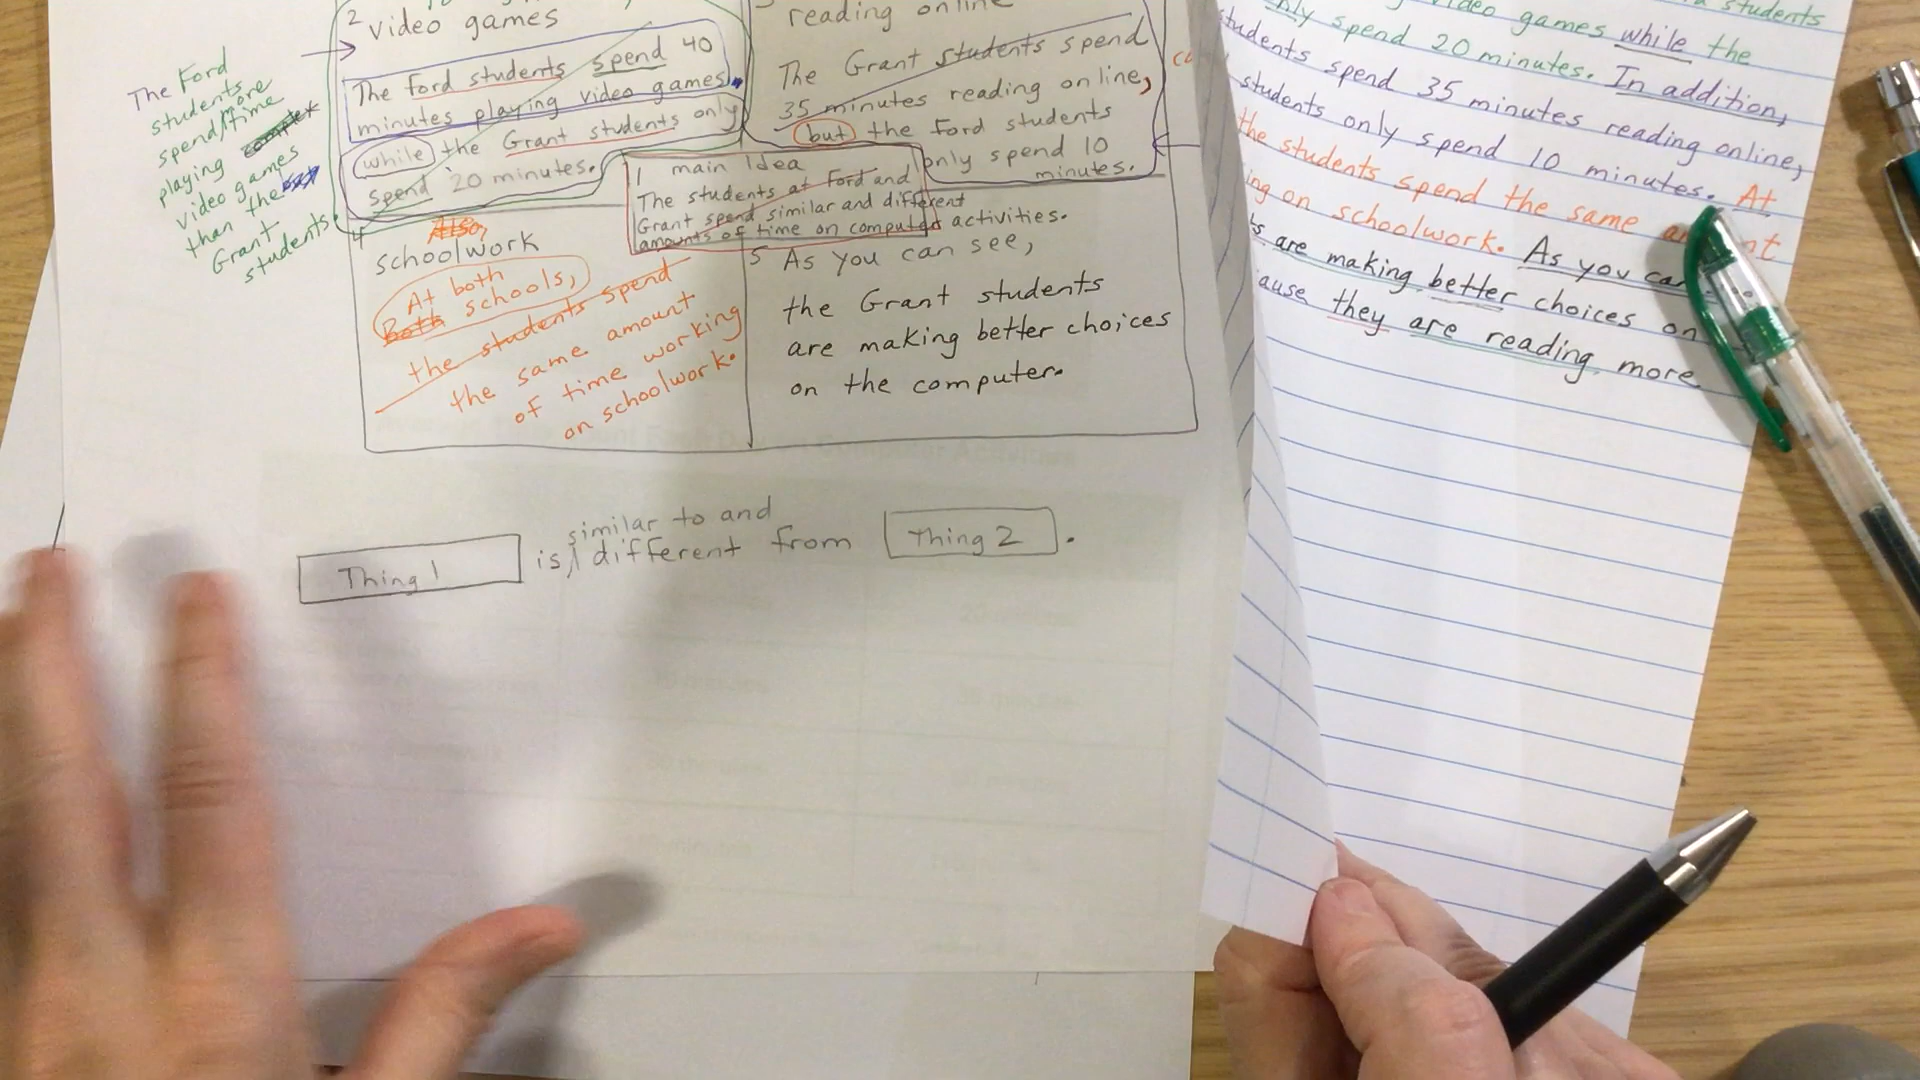 The Ford
students
spend more
time
playing
video games
than the
Grant
students.
2
video games
The Ford students spend 40
minutes playing video games,
while the Grant students only
spend 20 minutes.
reading online
The Grant students spend
35 minutes reading online,
but the Ford students
only spend 10
minutes.
1 main Idea
The students at Ford and
Grant spend similar and different
amounts of time on computer activities.
4
Also,
schoolwork
At both
Both schools,
the students spend
the same amount
of time working
on schoolwork.
5 As you can see,
the Grant students
are making better choices
on the computer.
similar to and
Thing 1 is different from Thing 2.
students
video games while the
only spend 20 minutes. In addition,
students spend 35 minutes reading online,
students only spend 10 minutes. At
the students spend the same
ing on schoolwork. As you can
are making better choices on
ause they are reading more